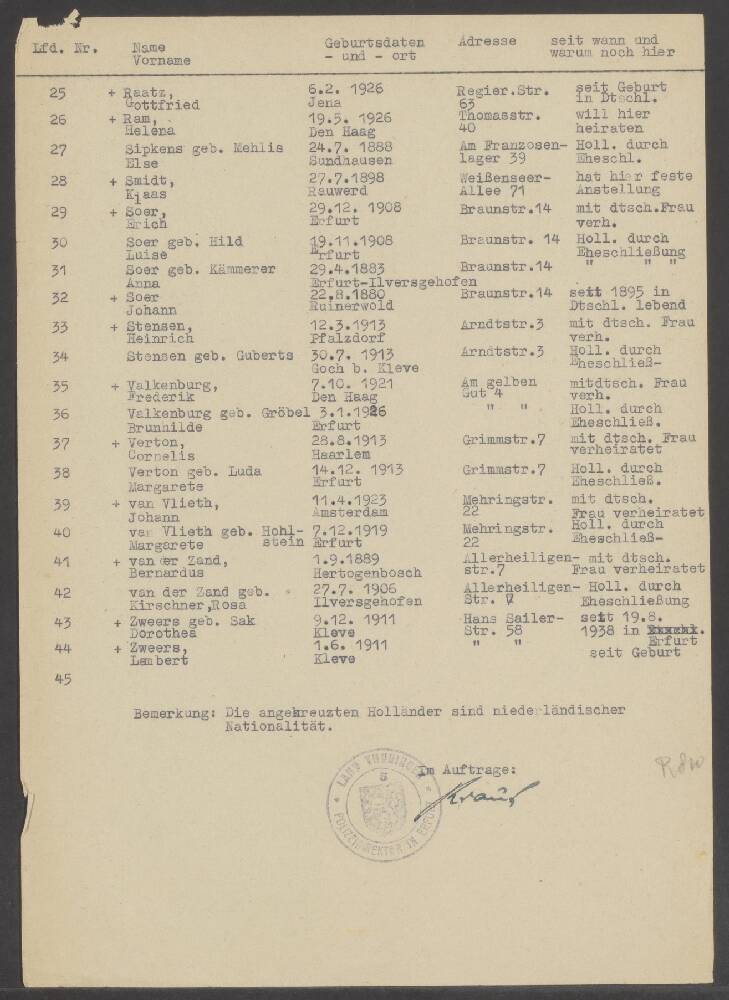 Lfd. Nr. Name Geburtsdaten Adresse seit wann und
Vorname - und - ort warum noch hier
25 + Raatz, 6.2. 1926 Regier.Str. seit Geburt
Gottfried Jena 63 in Dtschl.
26 + Ram, 19.5. 1926 Thomasstr. will hier
Helena Den Haag 40 heiraten
27 Sipkens geb. Mehlis 24.7. 1888 Am Franzosen- Holl. durch
Else Sundhausen lager 39 Eheschl.
28 + Smidt, 27.7.1898 Weißenseer- hat hier feste
Klaas Rauwerd Allee 71 Anstellung
29 + Soer, 29.12. 1908 Braunstr.14 mit dtsch.Frau
Erich Erfurt verh.
30 Soer geb. Hild 19.11.1908 Braunstr. 14 Holl. durch
Luise Erfurt Eheschließung
31 Soer geb. Kämmerer 29.4.1883 Braunstr.14 " " "
Anna Erfurt-Ilversgehofen
32 + Soer 22.8.1880 Braunstr.14 seit 1895 in
Johann Ruinerwold Dtschl. lebend
33 + Stensen, 12.3.1913 Arndtstr.3 mit dtsch. Frau
Heinrich Pfalzdorf verh.
34 Stensen geb. Guberts 30.7. 1913 Arndtstr.3 Holl. durch
Goch b. Kleve Eheschließ-
35 + Valkenburg, 7.10. 1921 Am gelben mitdtsch. Frau
Frederik Den Haag Gut 4 verh.
36 Valkenburg geb. Gröbel 3.1.1926 " " Holl. durch
Brunhilde Erfurt Eheschließ.
37 + Verton, 28.8.1913 Grimmstr.7 mit dtsch. Frau
Cornelis Haarlem verheiratet
38 Verton geb. Luda 14.12. 1913 Grimmstr.7 Holl. durch
Margarete Erfurt Eheschließ.
39 + van Vlieth, 11.4.1923 Mehringstr. mit dtsch.
Johann Amsterdam 22 Frau verheiratet
40 van Vlieth geb. Hohl- 7.12.1919 Mehringstr. Holl. durch
Margarete stein Erfurt 22 Eheschließ-
41 + van der Zand, 1.9.1889 Allerheiligen- mit dtsch.
Bernardus Hertogenbosch str.7 Frau verheiratet
42 van der Zand geb. 27.7. 1906 Allerheiligen- Holl. durch
Kirschner,Rosa Ilversgehofen Str. 7 Eheschließung
43 + Zweers geb. Sak 9.12. 1911 Hans Sailer- seit 19.8.
Dorothea Kleve Str. 58 1938 in
Erfurt
44 + Zweers, 1.6. 1911 " " seit Geburt
Lambert Kleve
45
Bemerkung: Die angekreuzten Holländer sind niederländischer
Nationalität.
Im Auftrage:
Kraus
LAND THÜRINGEN
5
POLIZEIDIREKTOR IN ERFURT